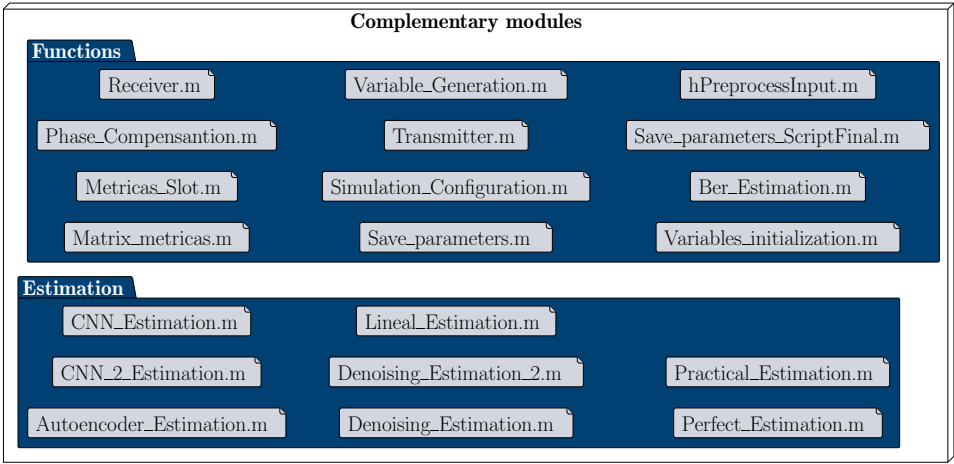 Complementary modules
Functions
Receiver.m Variable_Generation.m hPreprocessInput.m
Phase_Compensantion.m Transmitter.m Save_parameters_ScriptFinal.m
Metricas_Slot.m Simulation_Configuration.m Ber_Estimation.m
Matrix_metricas.m Save_parameters.m Variables_initialization.m
Estimation
CNN_Estimation.m Lineal_Estimation.m
CNN_2_Estimation.m Denoising_Estimation_2.m Practical_Estimation.m
Autoencoder_Estimation.m Denoising_Estimation.m Perfect_Estimation.m